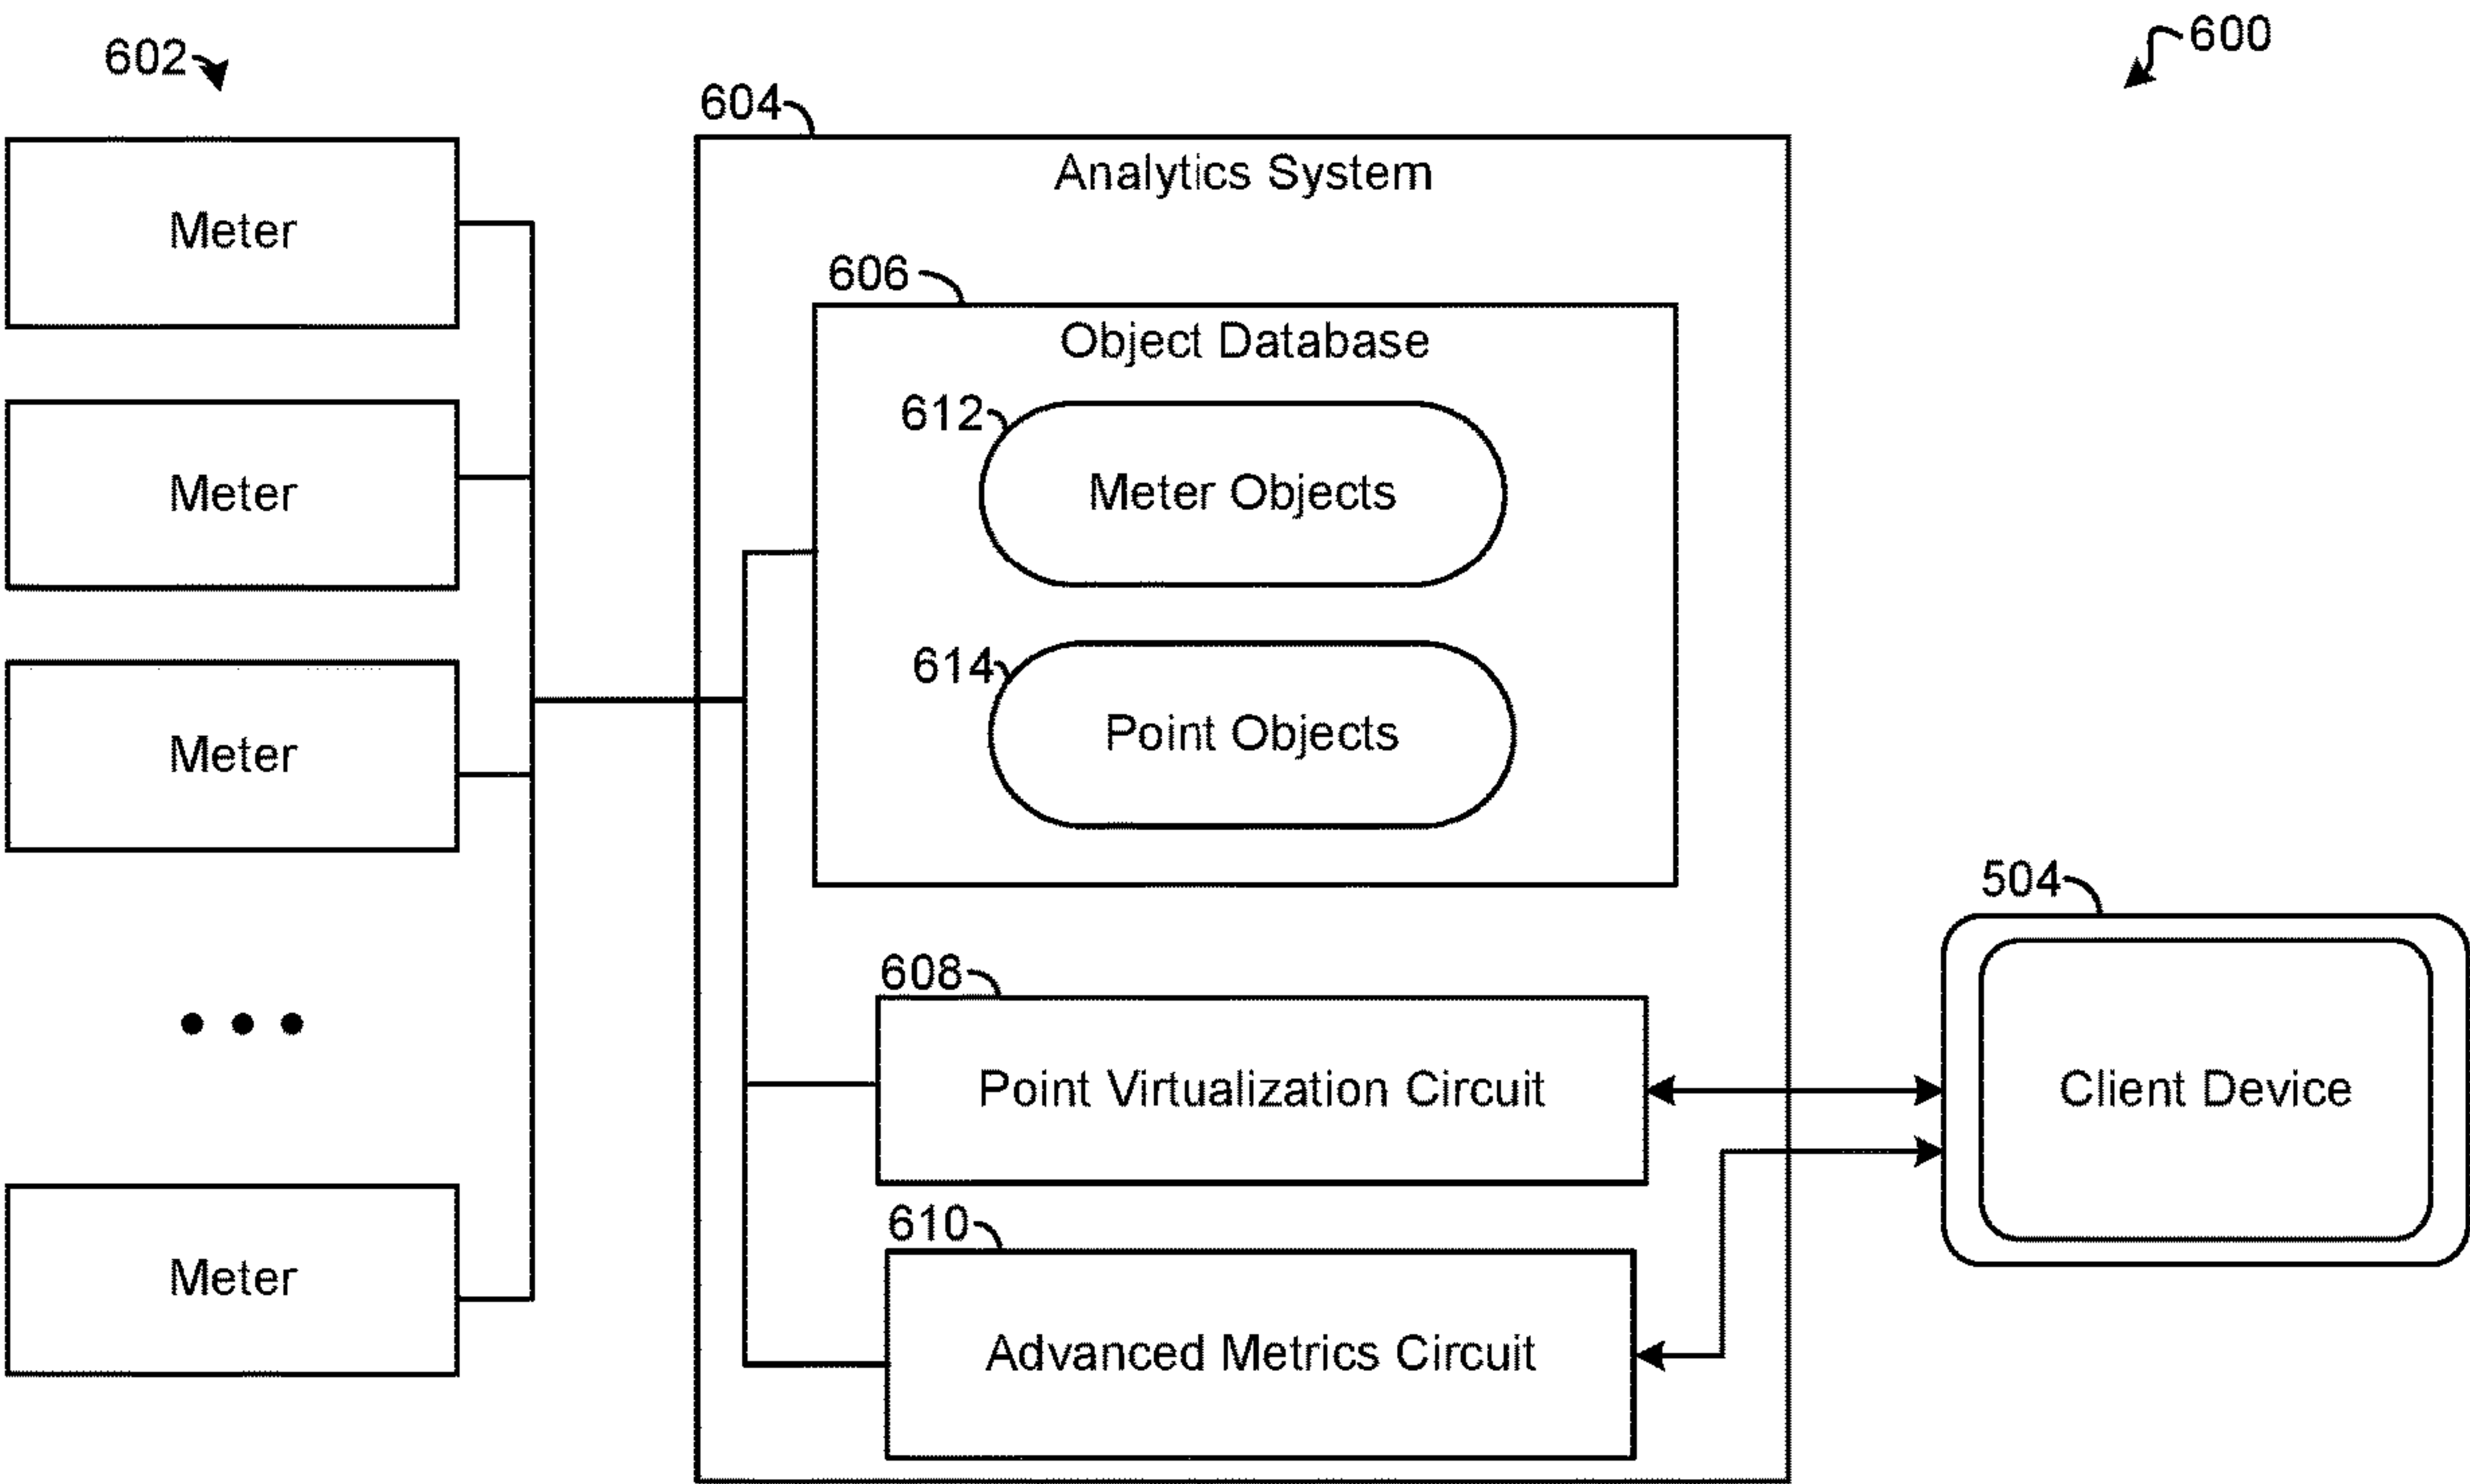 602
600
604
Analytics System
Meter
606
Object Database
612
Meter Objects
Meter
614
Point Objects
Meter
504
608
Point Virtualization Circuit
Client Device
610
Meter
Advanced Metrics Circuit